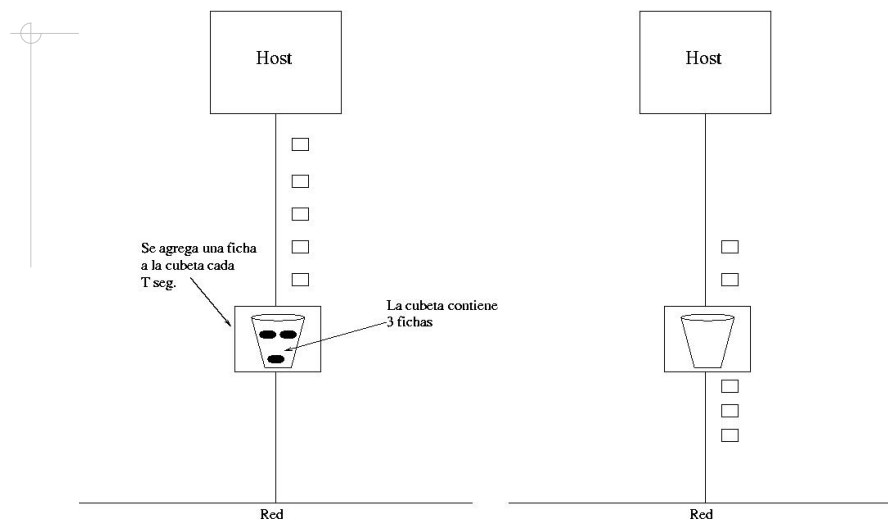 Host
Host
Se agrega una ficha
a la cubeta cada
T seg.
La cubeta contiene
3 fichas
Red
Red